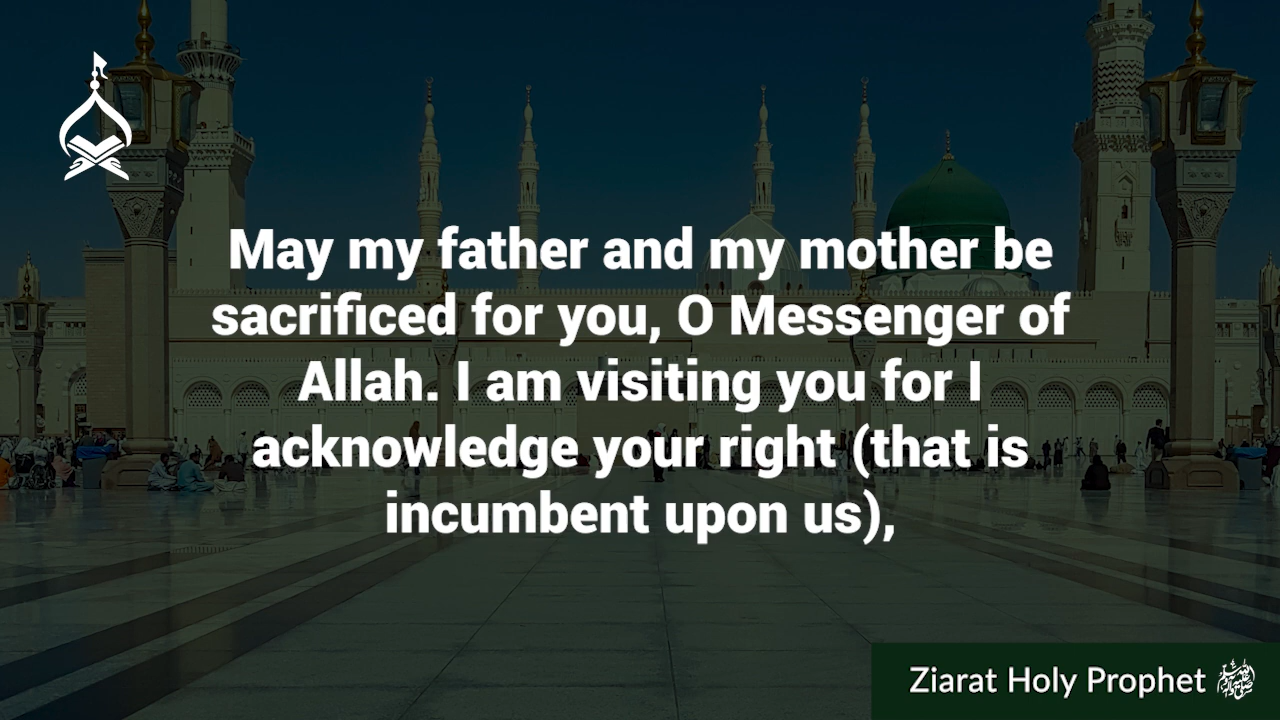 May my father and my mother be
sacrificed for you, O Messenger of
Allah. I am visiting you for I
acknowledge your right (that is
incumbent upon us),
Ziarat Holy Prophet